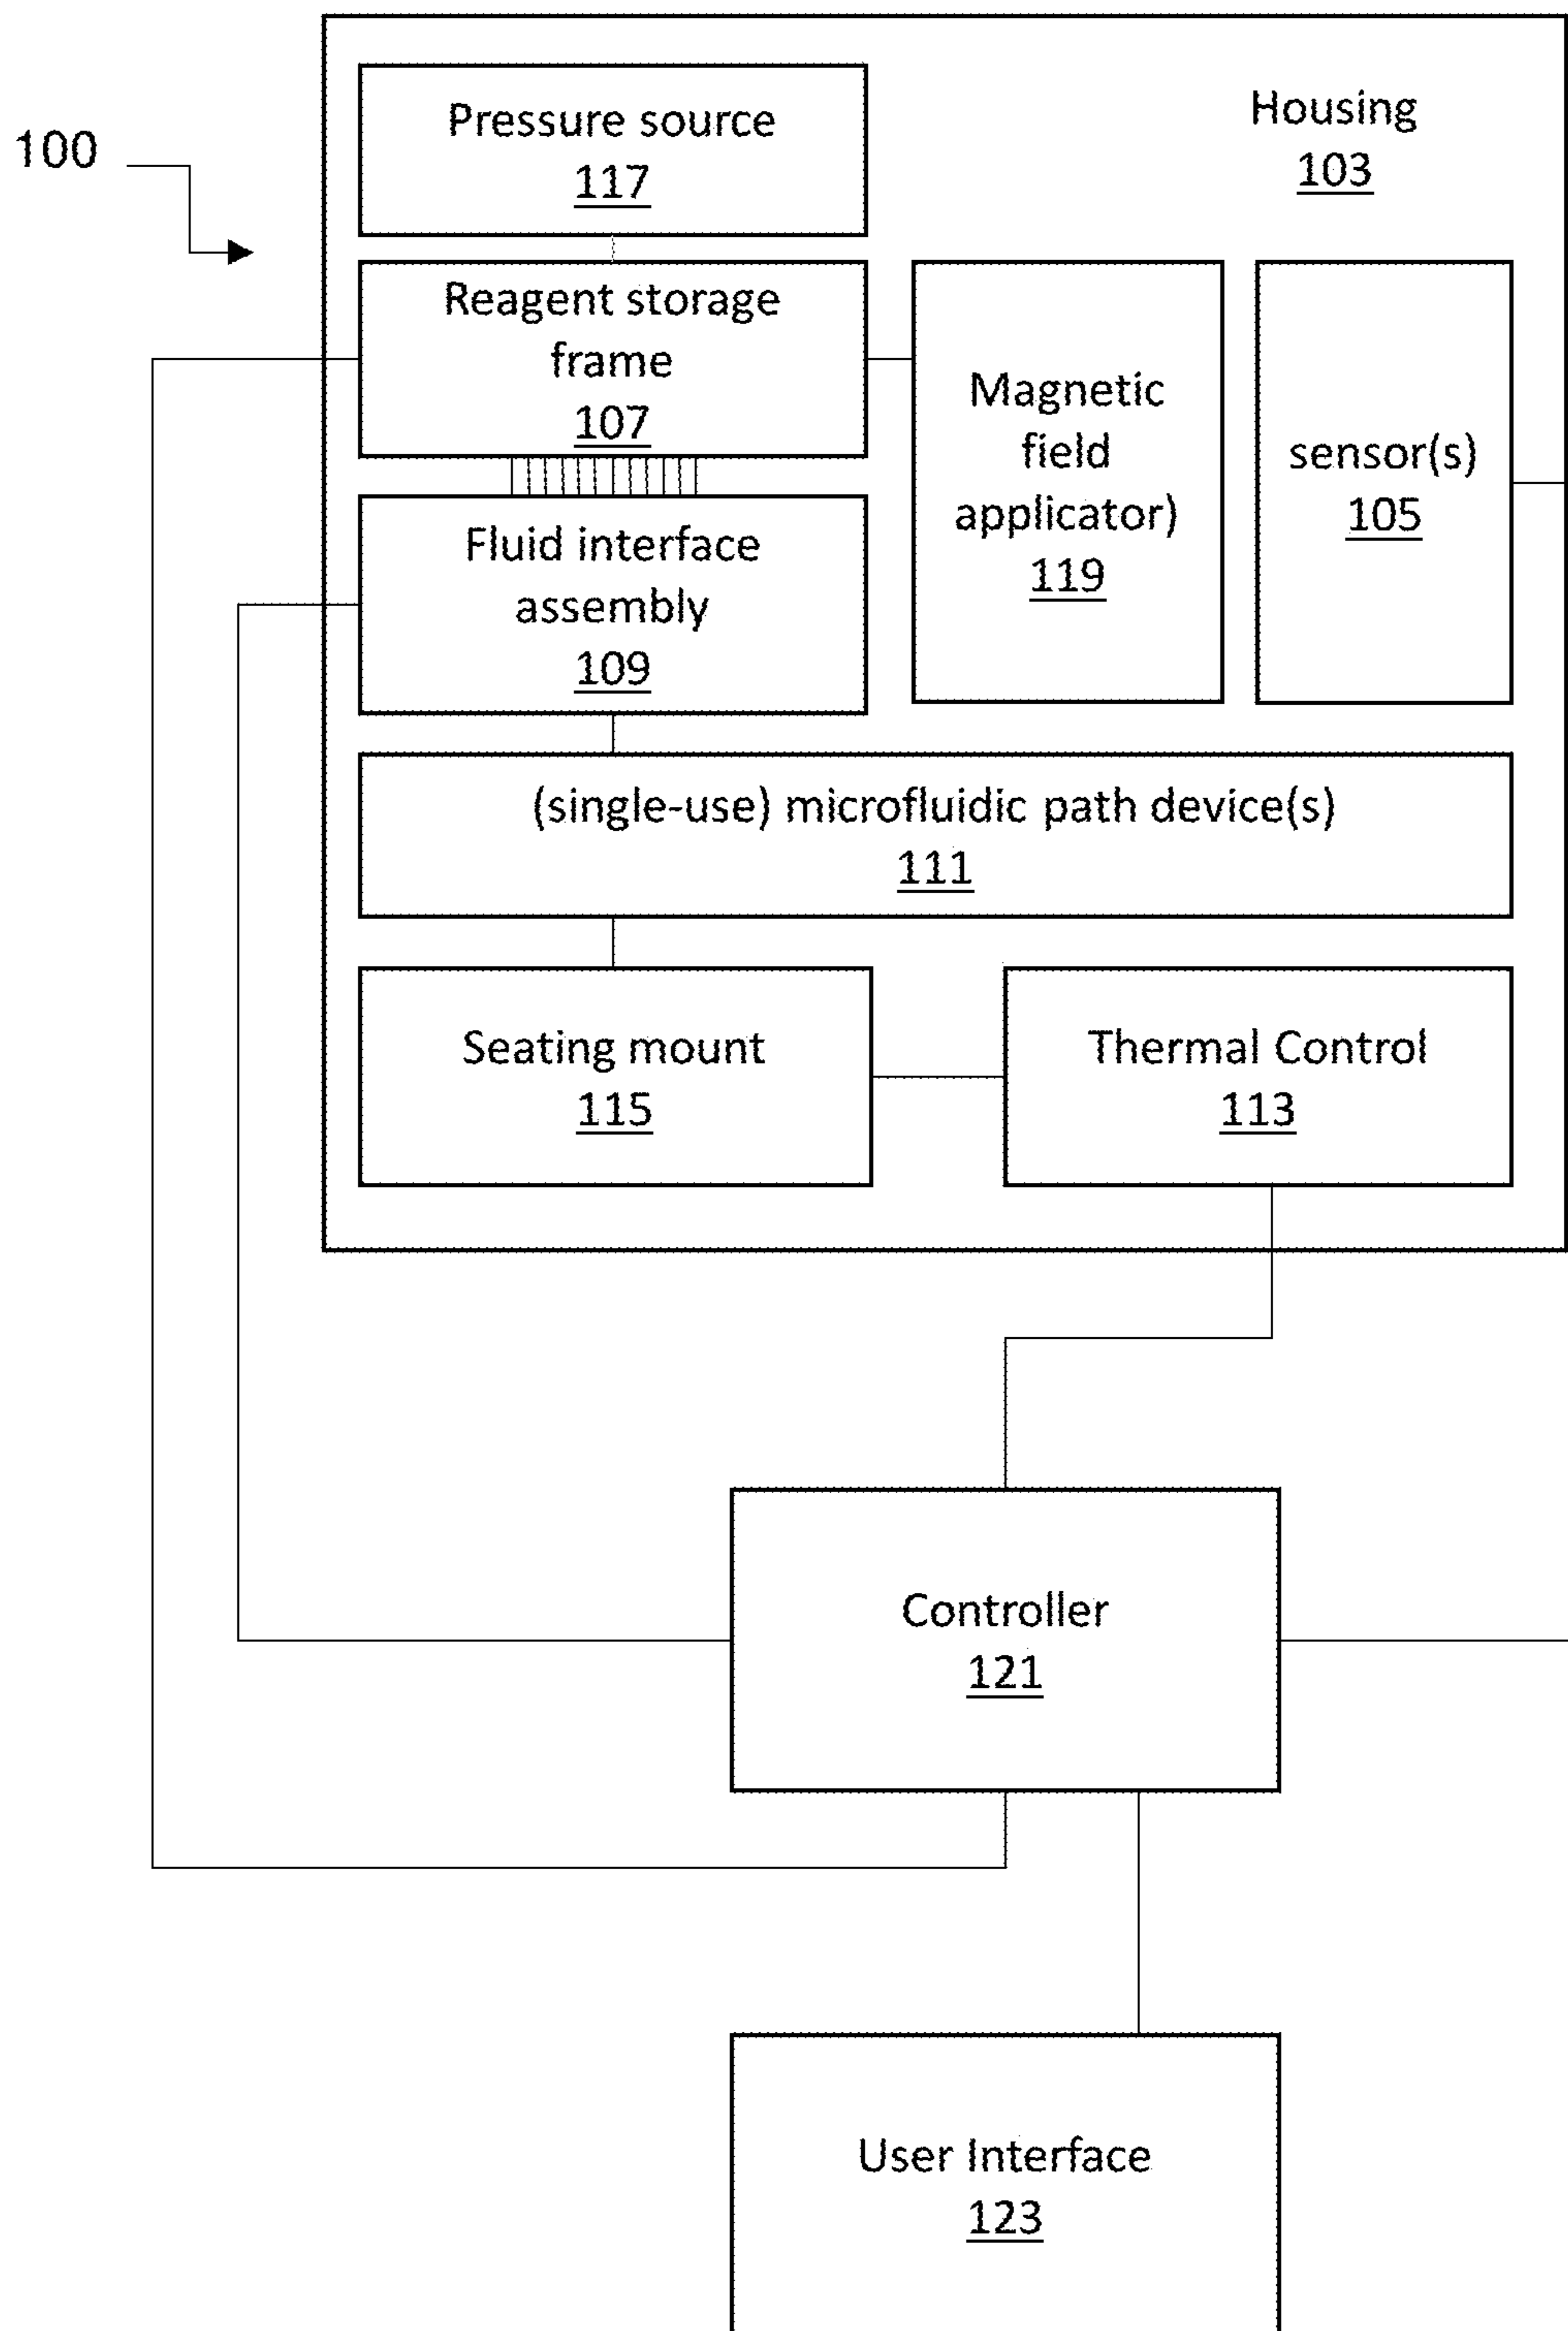 100
Pressure source
117
Housing
103
Reagent storage
frame
107
Magnetic
field
applicator)
119
sensor(s)
105
Fluid interface
assembly
109
(single-use) microfluidic path device(s)
111
Seating mount
115
Thermal Control
113
Controller
121
User Interface
123